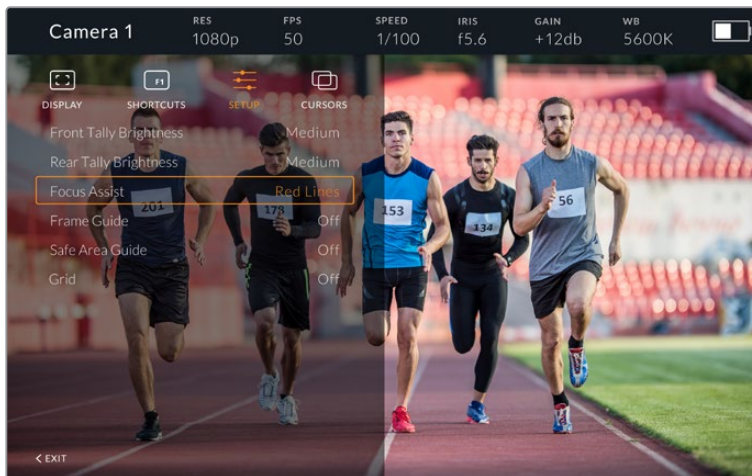 Camera 1
RES
1080p
FPS
50
SPEED
1/100
IRIS
f5.6
GAIN
+12db
WB
5600K
F1
DISPLAY SHORTCUTS SETUP CURSORS
Front Tally Brightness Medium
Rear Tally Brightness Medium
Focus Assist Red Lines
Frame Guide Off
Safe Area Guide Off
Grid Off
201
178
153
134
56
< EXIT